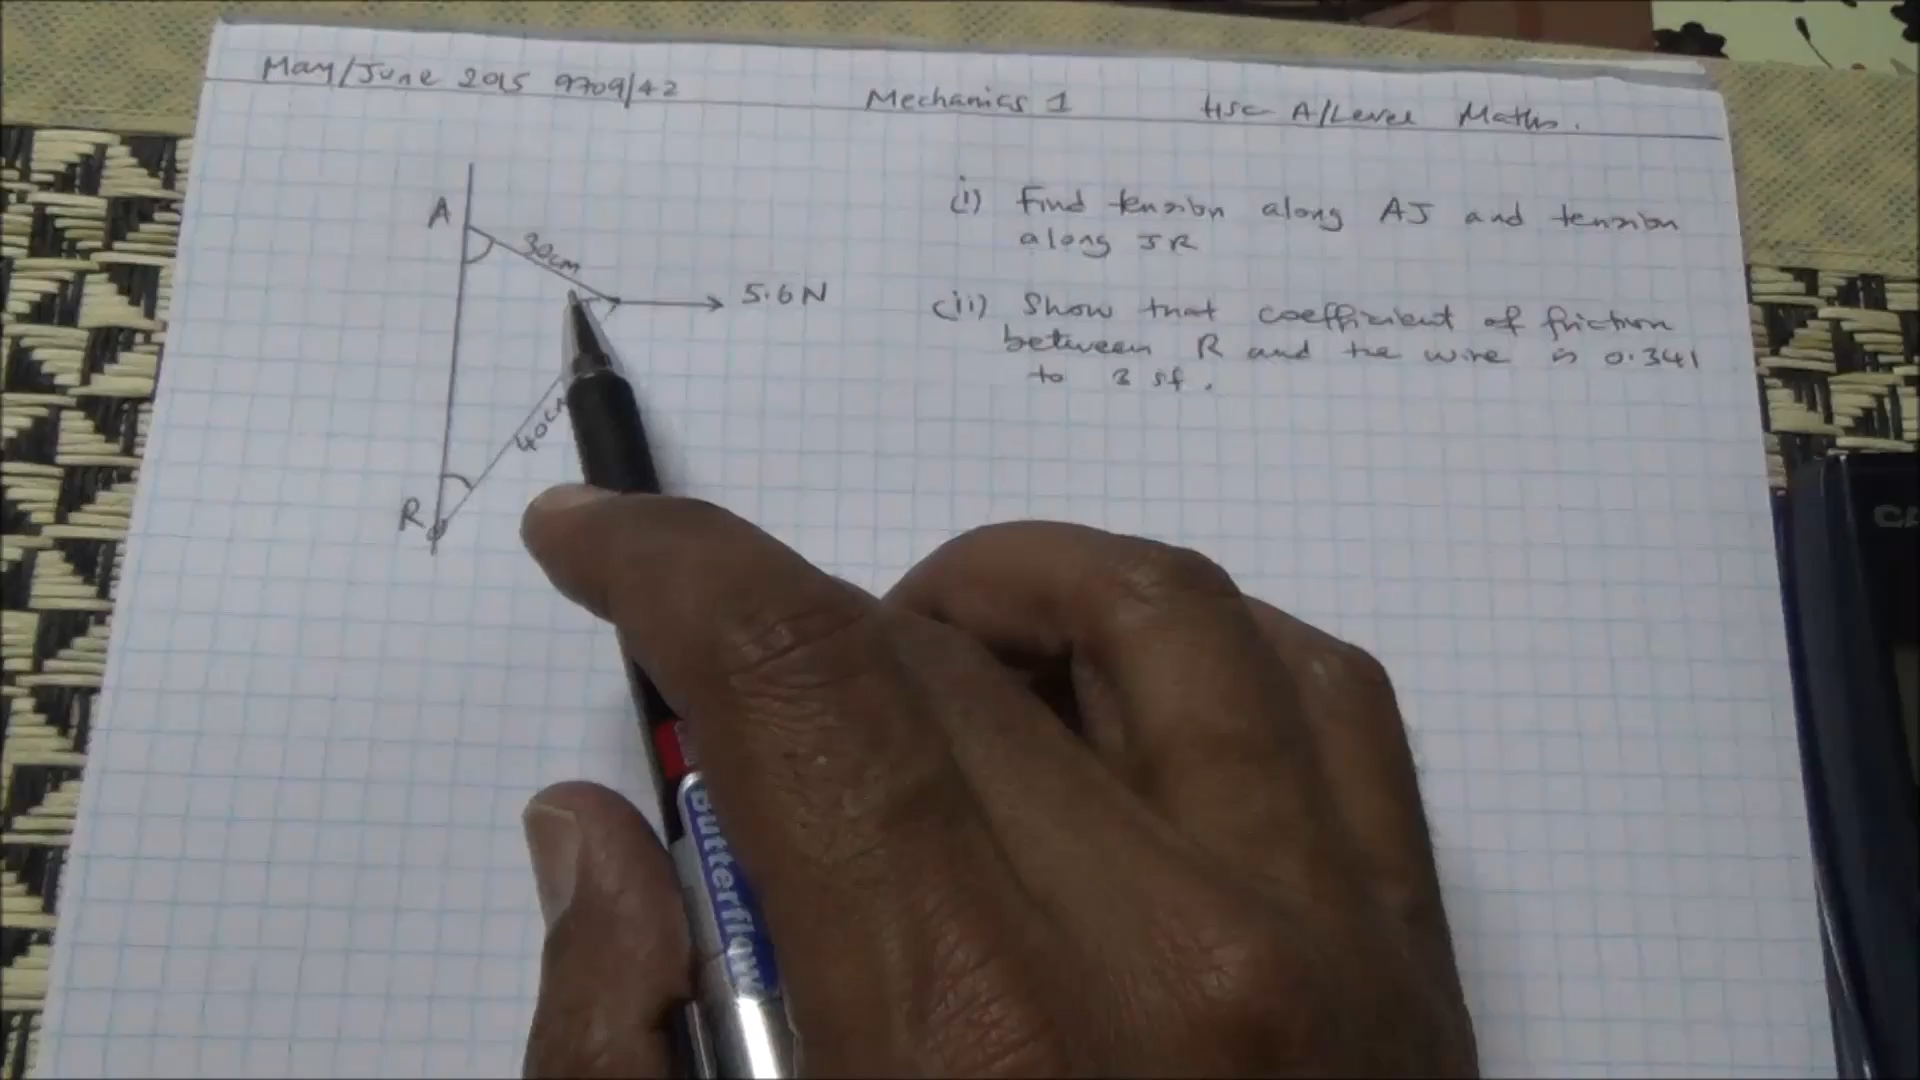 May/June 2015 9709/42 Mechanics 1 HSC A/Level Maths.
A
30cm
5.6N
R
(i) Find tension along AJ and tension
along JR
(ii) Show that coefficient of friction
between R and the wire is 0.341
to 3 sf.
Butterflow